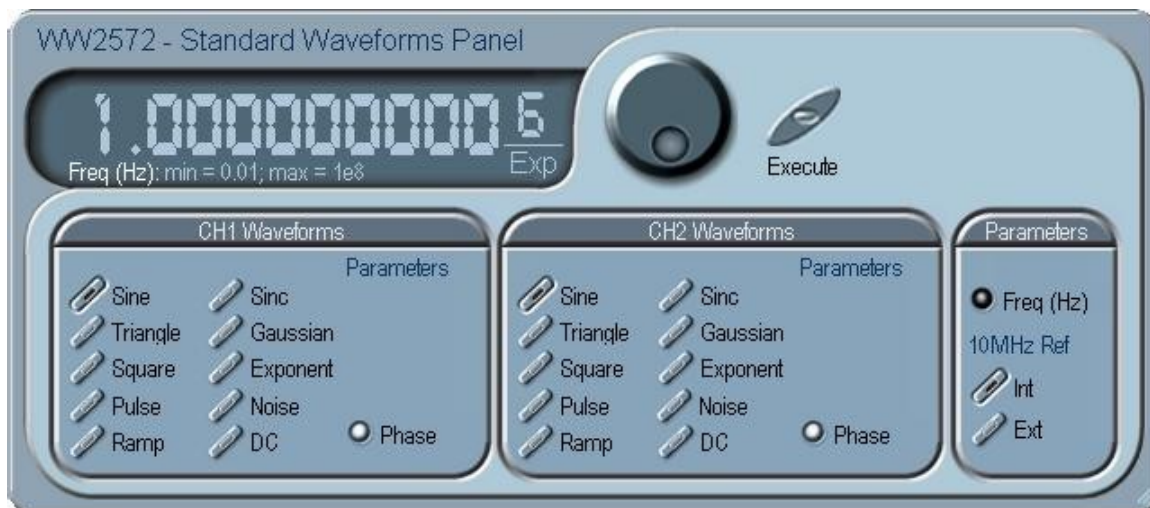 WW2572 - Standard Waveforms Panel
1.000000000 6
Exp
Freq (Hz): min = 0.01; max = 1e8
Execute
CH1 Waveforms
Parameters
Sine
Sinc
Triangle
Gaussian
Square
Exponent
Pulse
Noise
Ramp
DC
Phase
CH2 Waveforms
Parameters
Sine
Sinc
Triangle
Gaussian
Square
Exponent
Pulse
Noise
Ramp
DC
Phase
Parameters
Freq (Hz)
10MHz Ref
Int
Ext